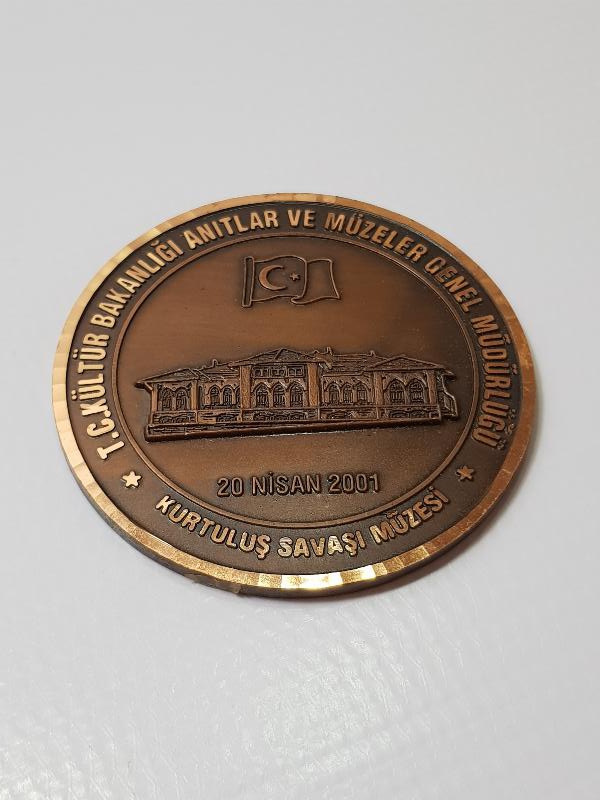 T.C.KÜLTÜR BAKANLIĞI ANITLAR VE MÜZELER GENEL MÜDÜRLÜĞÜ
20 NİSAN 2001
KURTULUŞ SAVAŞI MÜZESİ